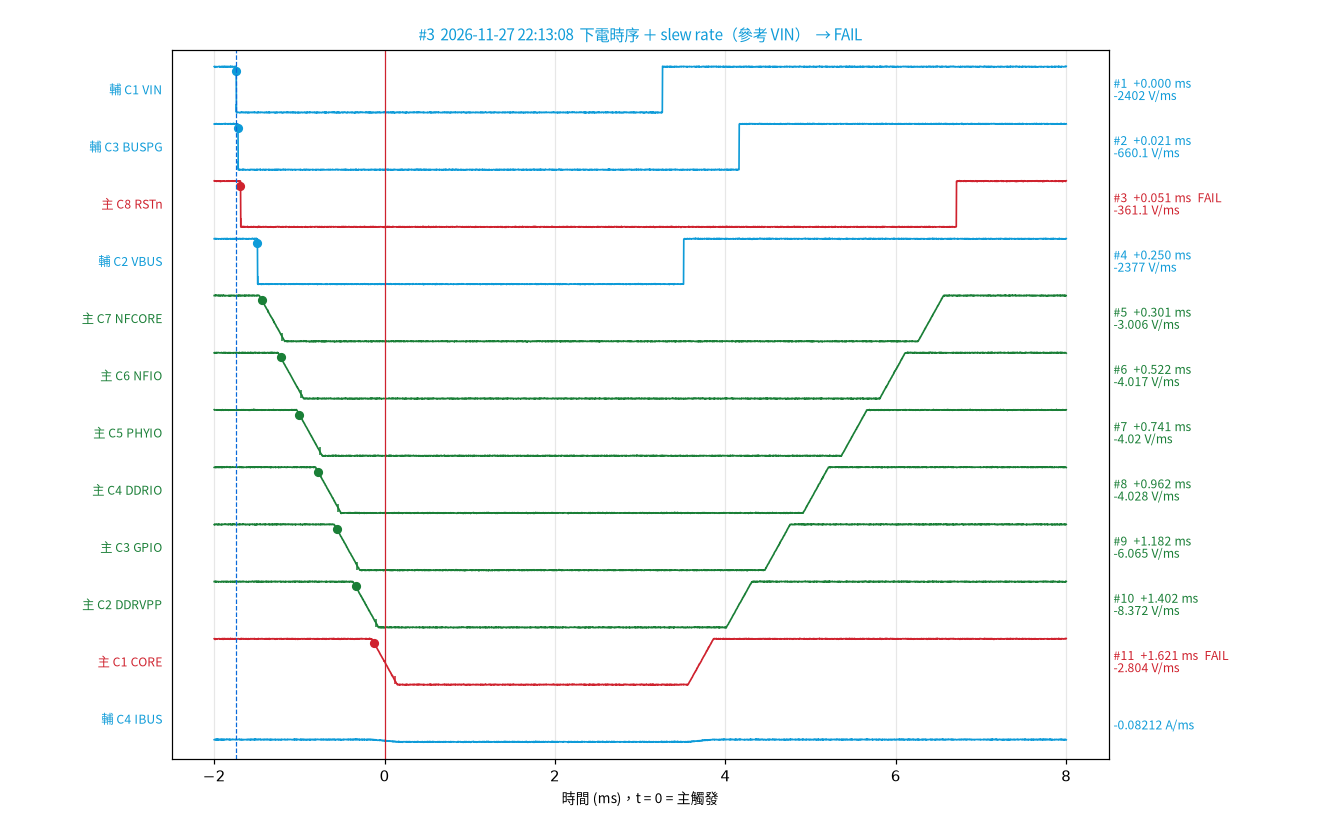 #3 2026-11-27 22:13:08 下電時序 ＋ slew rate（參考 VIN） → FAIL
輔 C1 VIN
#1 +0.000 ms
-2402 V/ms
輔 C3 BUSPG
#2 +0.021 ms
-660.1 V/ms
主 C8 RSTn
#3 +0.051 ms FAIL
-361.1 V/ms
輔 C2 VBUS
#4 +0.250 ms
-2377 V/ms
主 C7 NFCORE
#5 +0.301 ms
-3.006 V/ms
主 C6 NFIO
#6 +0.522 ms
-4.017 V/ms
主 C5 PHYIO
#7 +0.741 ms
-4.02 V/ms
主 C4 DDRIO
#8 +0.962 ms
-4.028 V/ms
主 C3 GPIO
#9 +1.182 ms
-6.065 V/ms
主 C2 DDRVPP
#10 +1.402 ms
-8.372 V/ms
主 C1 CORE
#11 +1.621 ms FAIL
-2.804 V/ms
輔 C4 IBUS
-0.08212 A/ms
−2 0 2 4 6 8
時間 (ms)，t = 0 = 主觸發